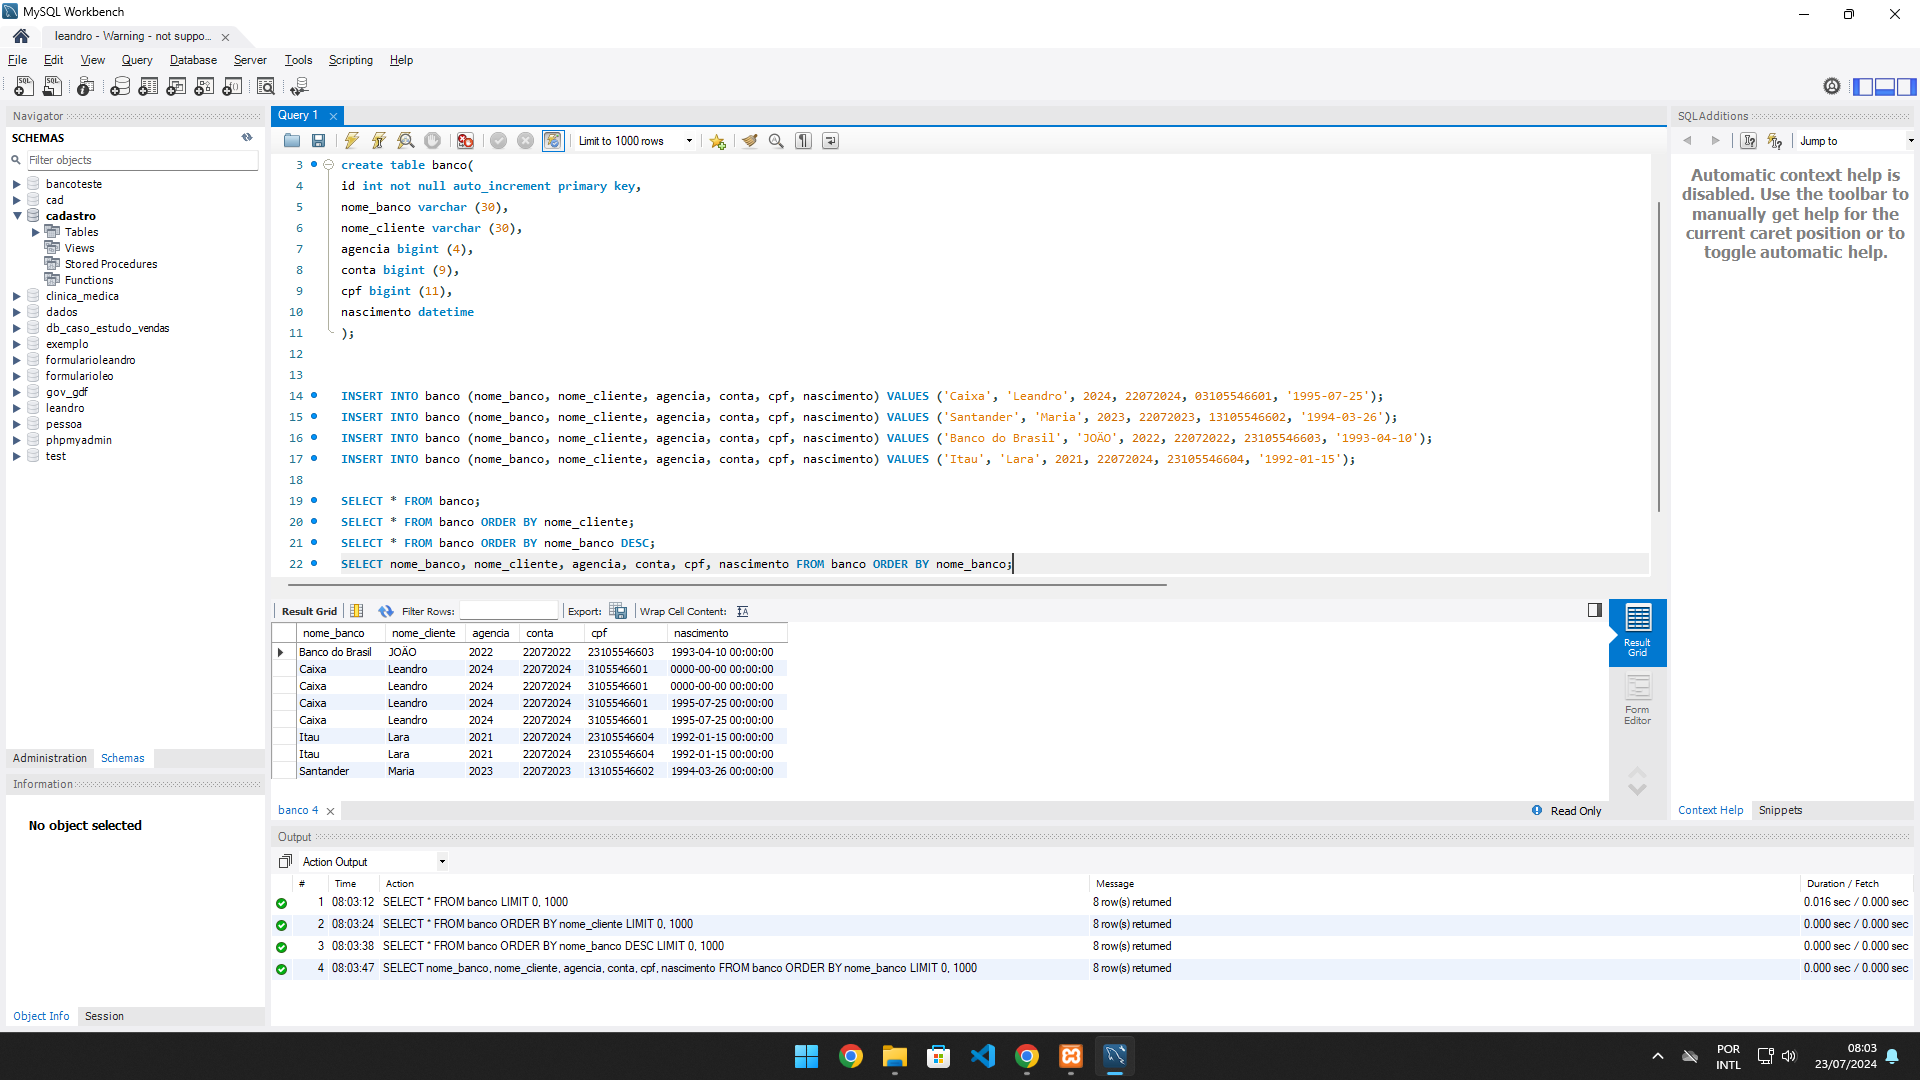 MySQL Workbench
leandro - Warning - not suppo...
File Edit View Query Database Server Tools Scripting Help
Navigator
SCHEMAS
Filter objects
bancoteste
cad
cadastro
Tables
Views
Stored Procedures
Functions
clinica_medica
dados
db_caso_estudo_vendas
exemplo
formularioleandro
formularioleo
gov_gdf
leandro
pessoa
phpmyadmin
test
Administration Schemas
Information
No object selected
Object Info Session
Query 1
Limit to 1000 rows
3 create table banco(
4 id int not null auto_increment primary key,
5 nome_banco varchar (30),
6 nome_cliente varchar (30),
7 agencia bigint (4),
8 conta bigint (9),
9 cpf bigint (11),
10 nascimento datetime
11 );
12
13
14 INSERT INTO banco (nome_banco, nome_cliente, agencia, conta, cpf, nascimento) VALUES ('Caixa', 'Leandro', 2024, 22072024, 03105546601, '1995-07-25');
15 INSERT INTO banco (nome_banco, nome_cliente, agencia, conta, cpf, nascimento) VALUES ('Santander', 'Maria', 2023, 22072023, 13105546602, '1994-03-26');
16 INSERT INTO banco (nome_banco, nome_cliente, agencia, conta, cpf, nascimento) VALUES ('Banco do Brasil', 'JOÃO', 2022, 22072022, 23105546603, '1993-04-10');
17 INSERT INTO banco (nome_banco, nome_cliente, agencia, conta, cpf, nascimento) VALUES ('Itau', 'Lara', 2021, 22072024, 23105546604, '1992-01-15');
18
19 SELECT * FROM banco;
20 SELECT * FROM banco ORDER BY nome_cliente;
21 SELECT * FROM banco ORDER BY nome_banco DESC;
22 SELECT nome_banco, nome_cliente, agencia, conta, cpf, nascimento FROM banco ORDER BY nome_banco;
Result Grid Filter Rows: Export: Wrap Cell Content:
nome_banco nome_cliente agencia conta cpf nascimento
Banco do Brasil JOÃO 2022 22072022 23105546603 1993-04-10 00:00:00
Caixa Leandro 2024 22072024 3105546601 0000-00-00 00:00:00
Caixa Leandro 2024 22072024 3105546601 0000-00-00 00:00:00
Caixa Leandro 2024 22072024 3105546601 1995-07-25 00:00:00
Caixa Leandro 2024 22072024 3105546601 1995-07-25 00:00:00
Itau Lara 2021 22072024 23105546604 1992-01-15 00:00:00
Itau Lara 2021 22072024 23105546604 1992-01-15 00:00:00
Santander Maria 2023 22072023 13105546602 1994-03-26 00:00:00
Result
Grid
Form
Editor
banco 4
Read Only
Output
Action Output
# Time Action Message Duration / Fetch
1 08:03:12 SELECT * FROM banco LIMIT 0, 1000 8 row(s) returned 0.016 sec / 0.000 sec
2 08:03:24 SELECT * FROM banco ORDER BY nome_cliente LIMIT 0, 1000 8 row(s) returned 0.000 sec / 0.000 sec
3 08:03:38 SELECT * FROM banco ORDER BY nome_banco DESC LIMIT 0, 1000 8 row(s) returned 0.000 sec / 0.000 sec
4 08:03:47 SELECT nome_banco, nome_cliente, agencia, conta, cpf, nascimento FROM banco ORDER BY nome_banco LIMIT 0, 1000 8 row(s) returned 0.000 sec / 0.000 sec
SQLAdditions
Jump to
Automatic context help is
disabled. Use the toolbar to
manually get help for the
current caret position or to
toggle automatic help.
Context Help Snippets
POR
INTL
08:03
23/07/2024